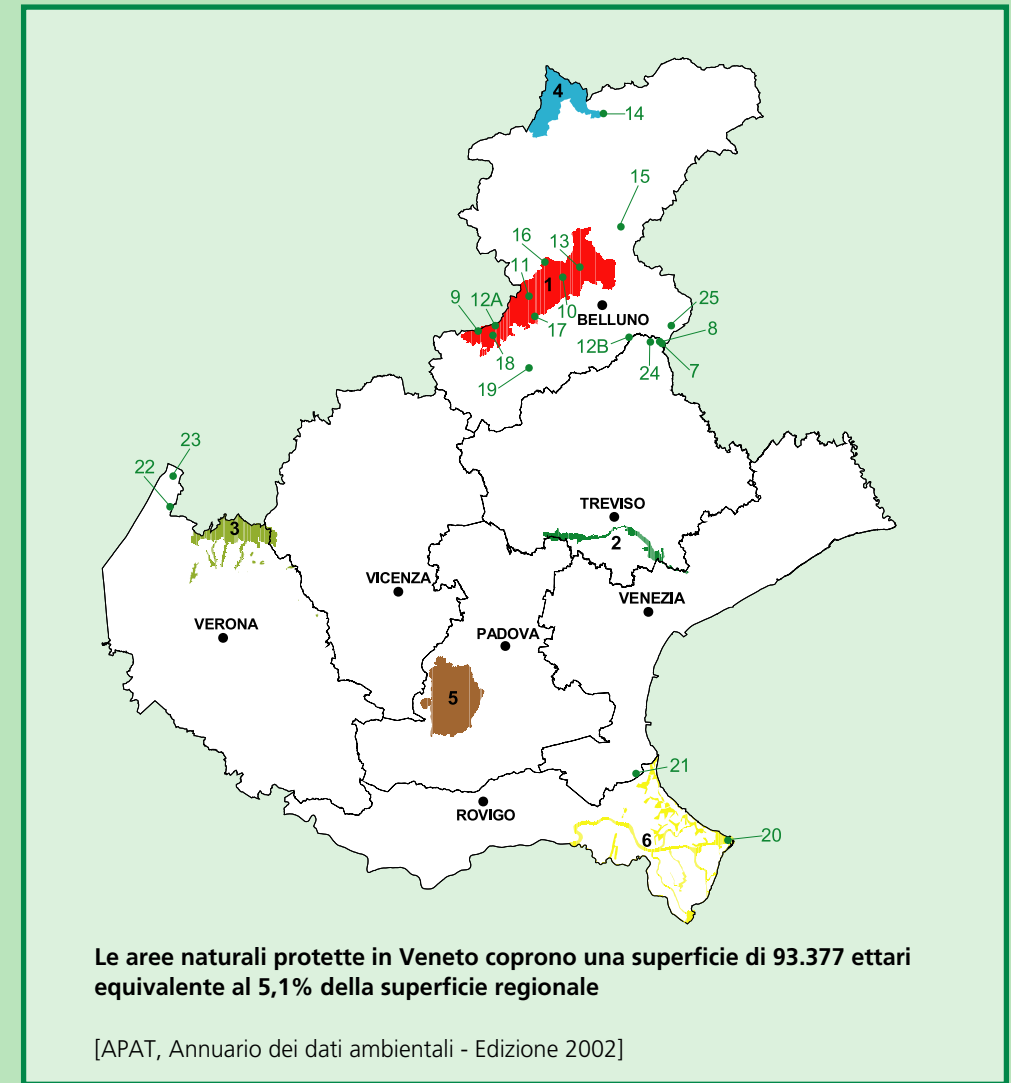 4
14
15
16
13
11
1
9
12A
10
BELLUNO
25
17
12B
8
18
24
7
19
23
22
TREVISO
3
2
VICENZA
VENEZIA
VERONA
PADOVA
5
21
ROVIGO
6
20
Le aree naturali protette in Veneto coprono una superficie di 93.377 ettari
equivalente al 5,1% della superficie regionale
[APAT, Annuario dei dati ambientali - Edizione 2002]